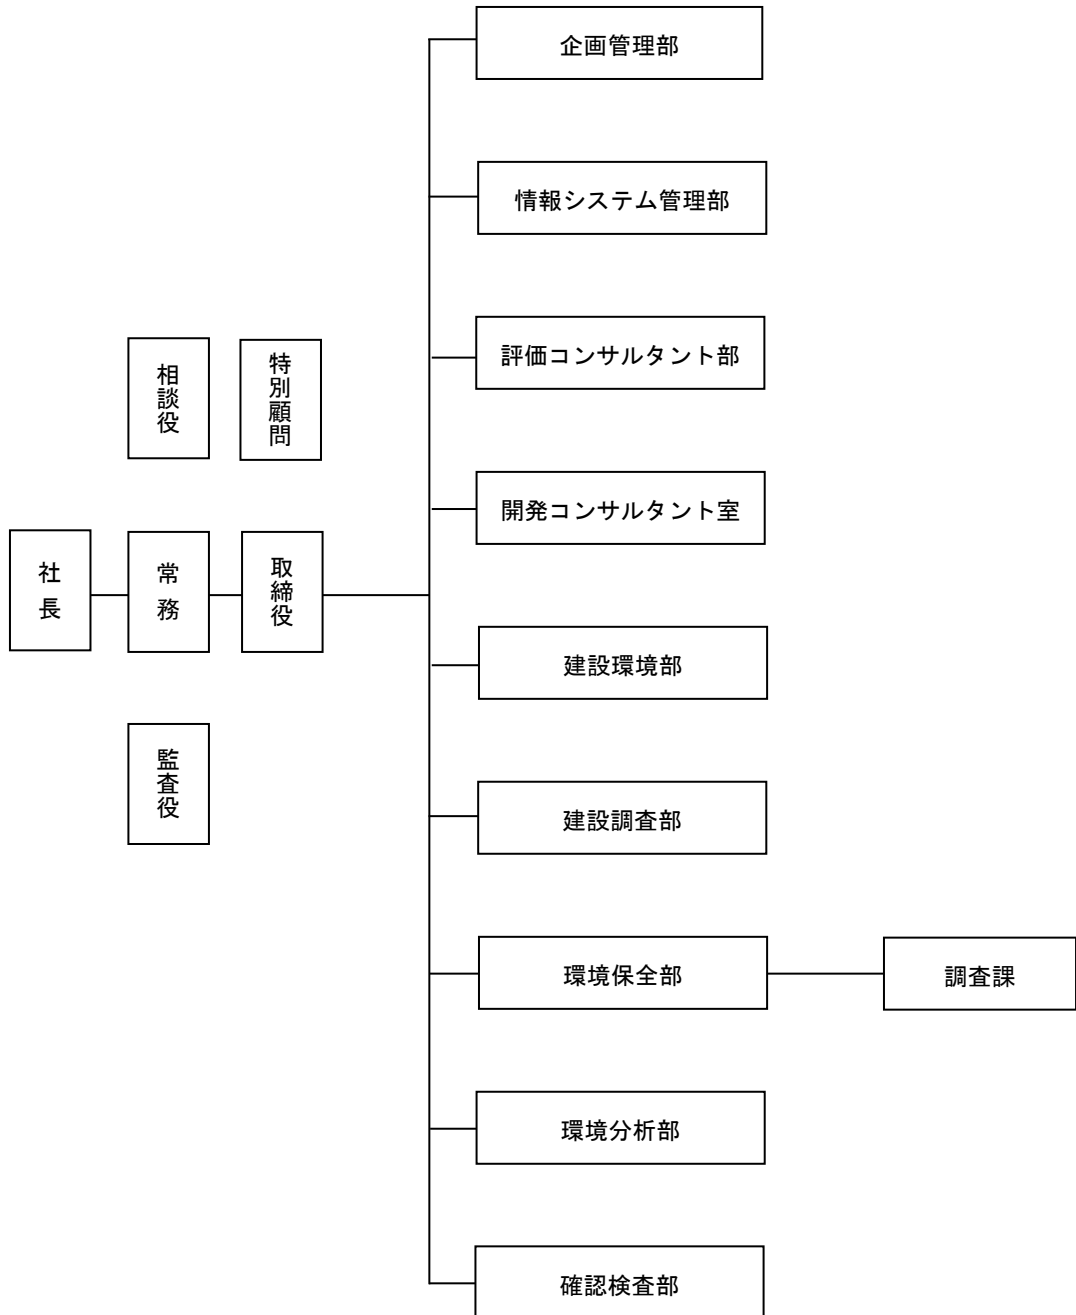 企画管理部
情報システム管理部
評価コンサルタント部
相談役
特別顧問
開発コンサルタント室
社長
常務
取締役
建設環境部
監査役
建設調査部
環境保全部
調査課
環境分析部
確認検査部